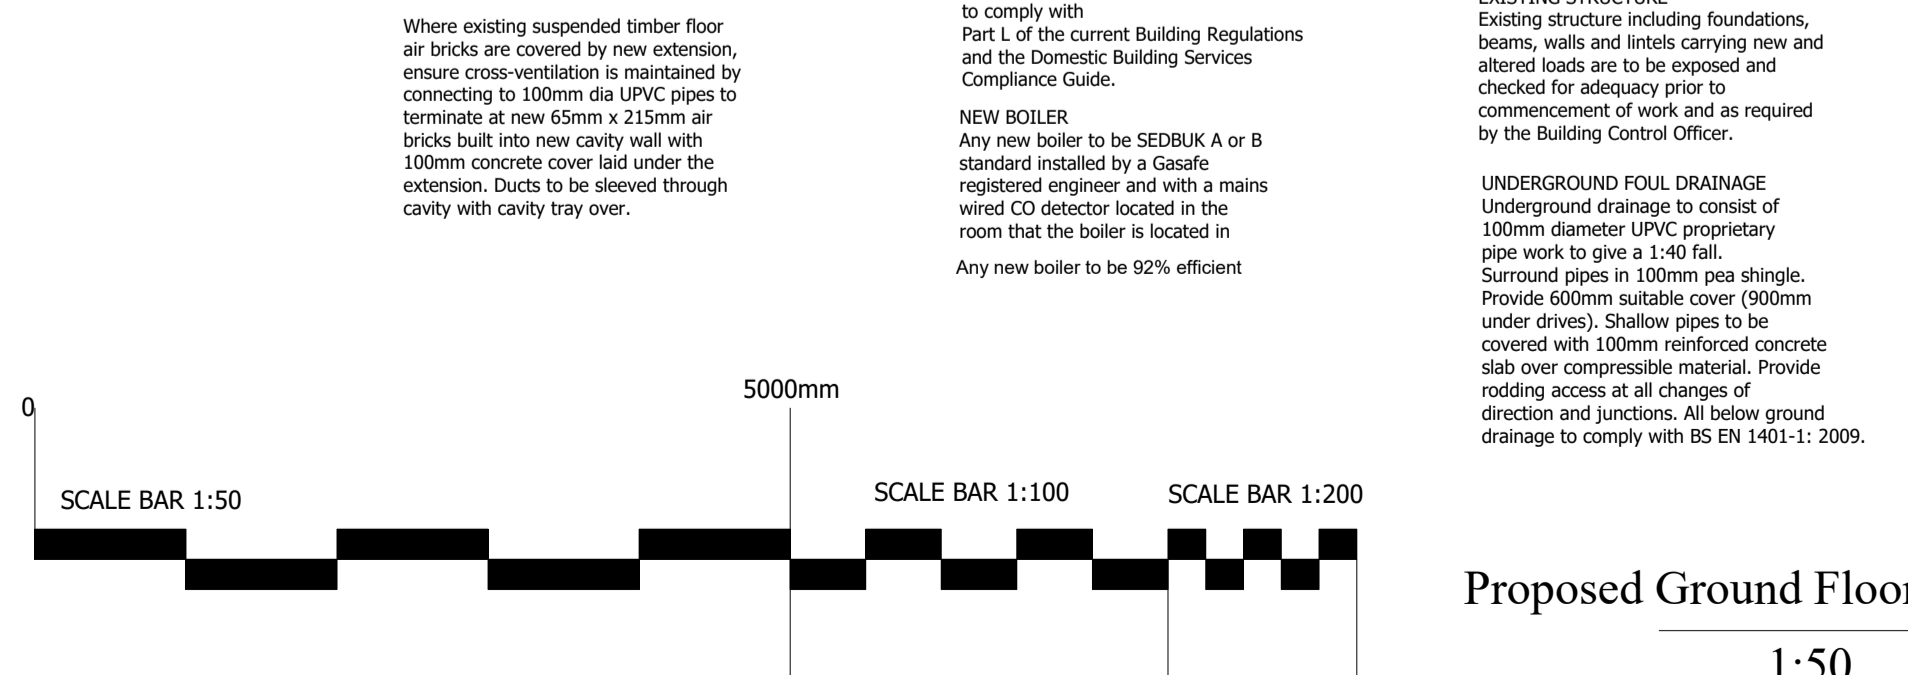 Where existing suspended timber floor
air bricks are covered by new extension,
ensure cross-ventilation is maintained by
connecting to 100mm dia UPVC pipes to
terminate at new 65mm x 215mm air
bricks built into new cavity wall with
100mm concrete cover laid under the
extension. Ducts to be sleeved through
cavity with cavity tray over.
to comply with
Part L of the current Building Regulations
and the Domestic Building Services
Compliance Guide.
NEW BOILER
Any new boiler to be SEDBUK A or B
standard installed by a Gasafe
registered engineer and with a mains
wired CO detector located in the
room that the boiler is located in
Any new boiler to be 92% efficient
EXISTING STRUCTURE
Existing structure including foundations,
beams, walls and lintels carrying new and
altered loads are to be exposed and
checked for adequacy prior to
commencement of work and as required
by the Building Control Officer.
UNDERGROUND FOUL DRAINAGE
Underground drainage to consist of
100mm diameter UPVC proprietary
pipe work to give a 1:40 fall.
Surround pipes in 100mm pea shingle.
Provide 600mm suitable cover (900mm
under drives). Shallow pipes to be
covered with 100mm reinforced concrete
slab over compressible material. Provide
rodding access at all changes of
direction and junctions. All below ground
drainage to comply with BS EN 1401-1: 2009.
0
5000mm
SCALE BAR 1:50
SCALE BAR 1:100
SCALE BAR 1:200
Proposed Ground Floor
1:50